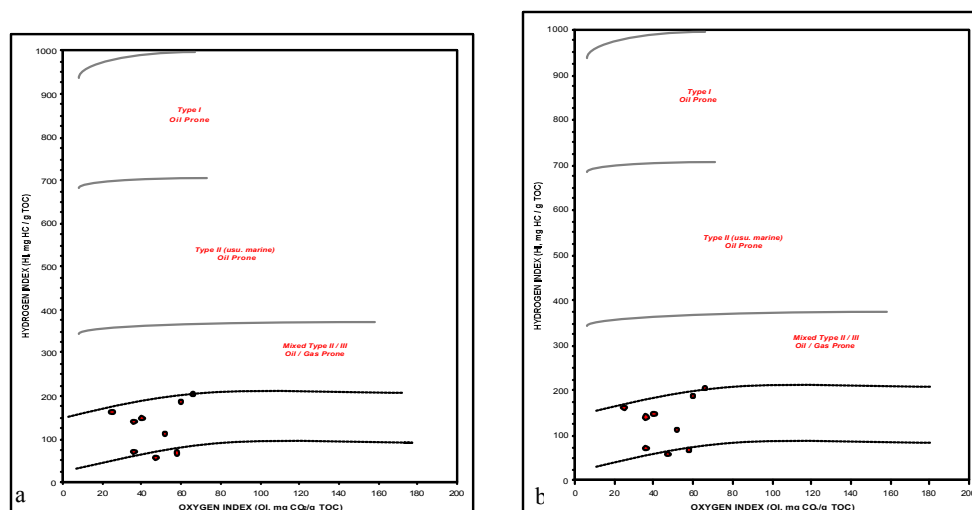 1000
900
800
700
600
500
400
300
200
100
0
HYDROGEN INDEX (HI, mg HC / g TOC)
Type I
Oil Prone
Type II (usu. marine)
Oil Prone
Mixed Type II / III
Oil / Gas Prone
0 20 40 60 80 100 120 140 160 180 200
OXYGEN INDEX (OI, mg CO₂/g TOC)
a
1000
900
800
700
600
500
400
300
200
100
0
HYDROGEN INDEX (HI, mg HC / g TOC)
Type I
Oil Prone
Type II (usu. marine)
Oil Prone
Mixed Type II / III
Oil / Gas Prone
0 20 40 60 80 100 120 140 160 180 200
OXYGEN INDEX (OI, mg CO₂/g TOC)
b